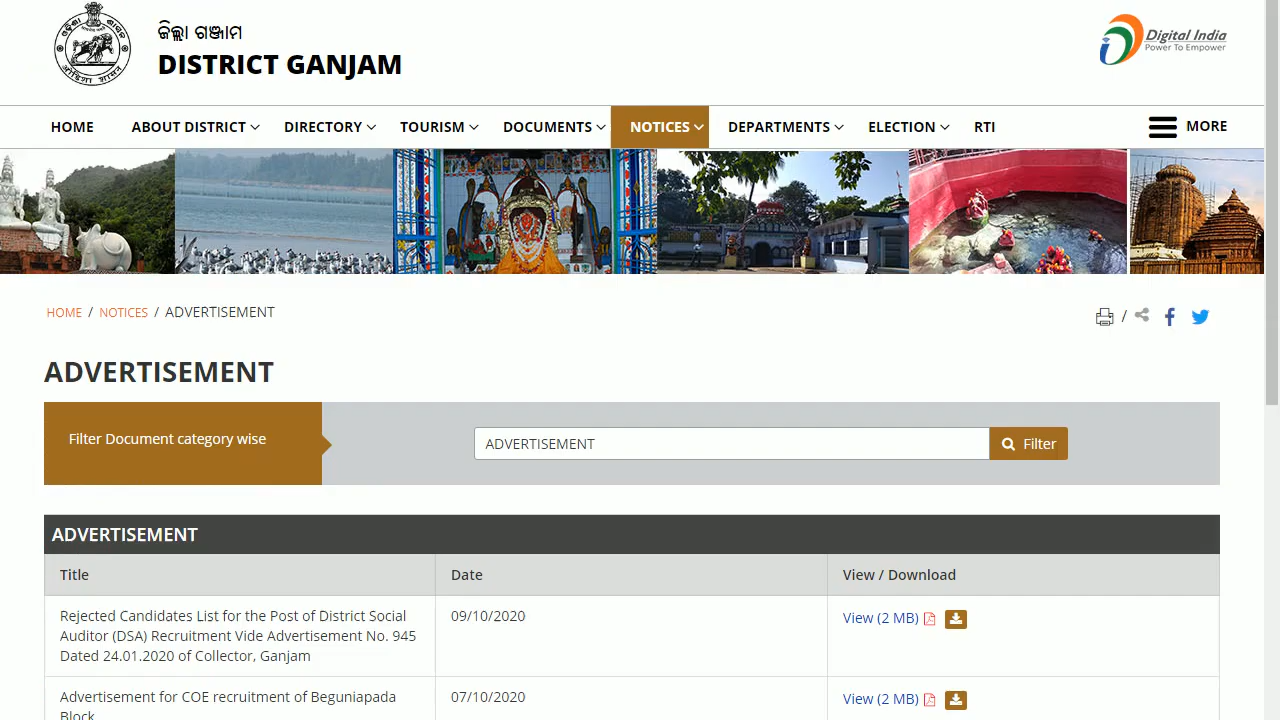 ଜିଲ୍ଲା ଗଞ୍ଜାମ
DISTRICT GANJAM
Digital India
Power To Empower
HOME ABOUT DISTRICT DIRECTORY TOURISM DOCUMENTS NOTICES DEPARTMENTS ELECTION RTI MORE
HOME / NOTICES / ADVERTISEMENT
/
ADVERTISEMENT
Filter Document category wise
ADVERTISEMENT
Filter
ADVERTISEMENT
Title Date View / Download
Rejected Candidates List for the Post of District Social
Auditor (DSA) Recruitment Vide Advertisement No. 945
Dated 24.01.2020 of Collector, Ganjam
09/10/2020
View (2 MB)
Advertisement for COE recruitment of Beguniapada
Block
07/10/2020
View (2 MB)